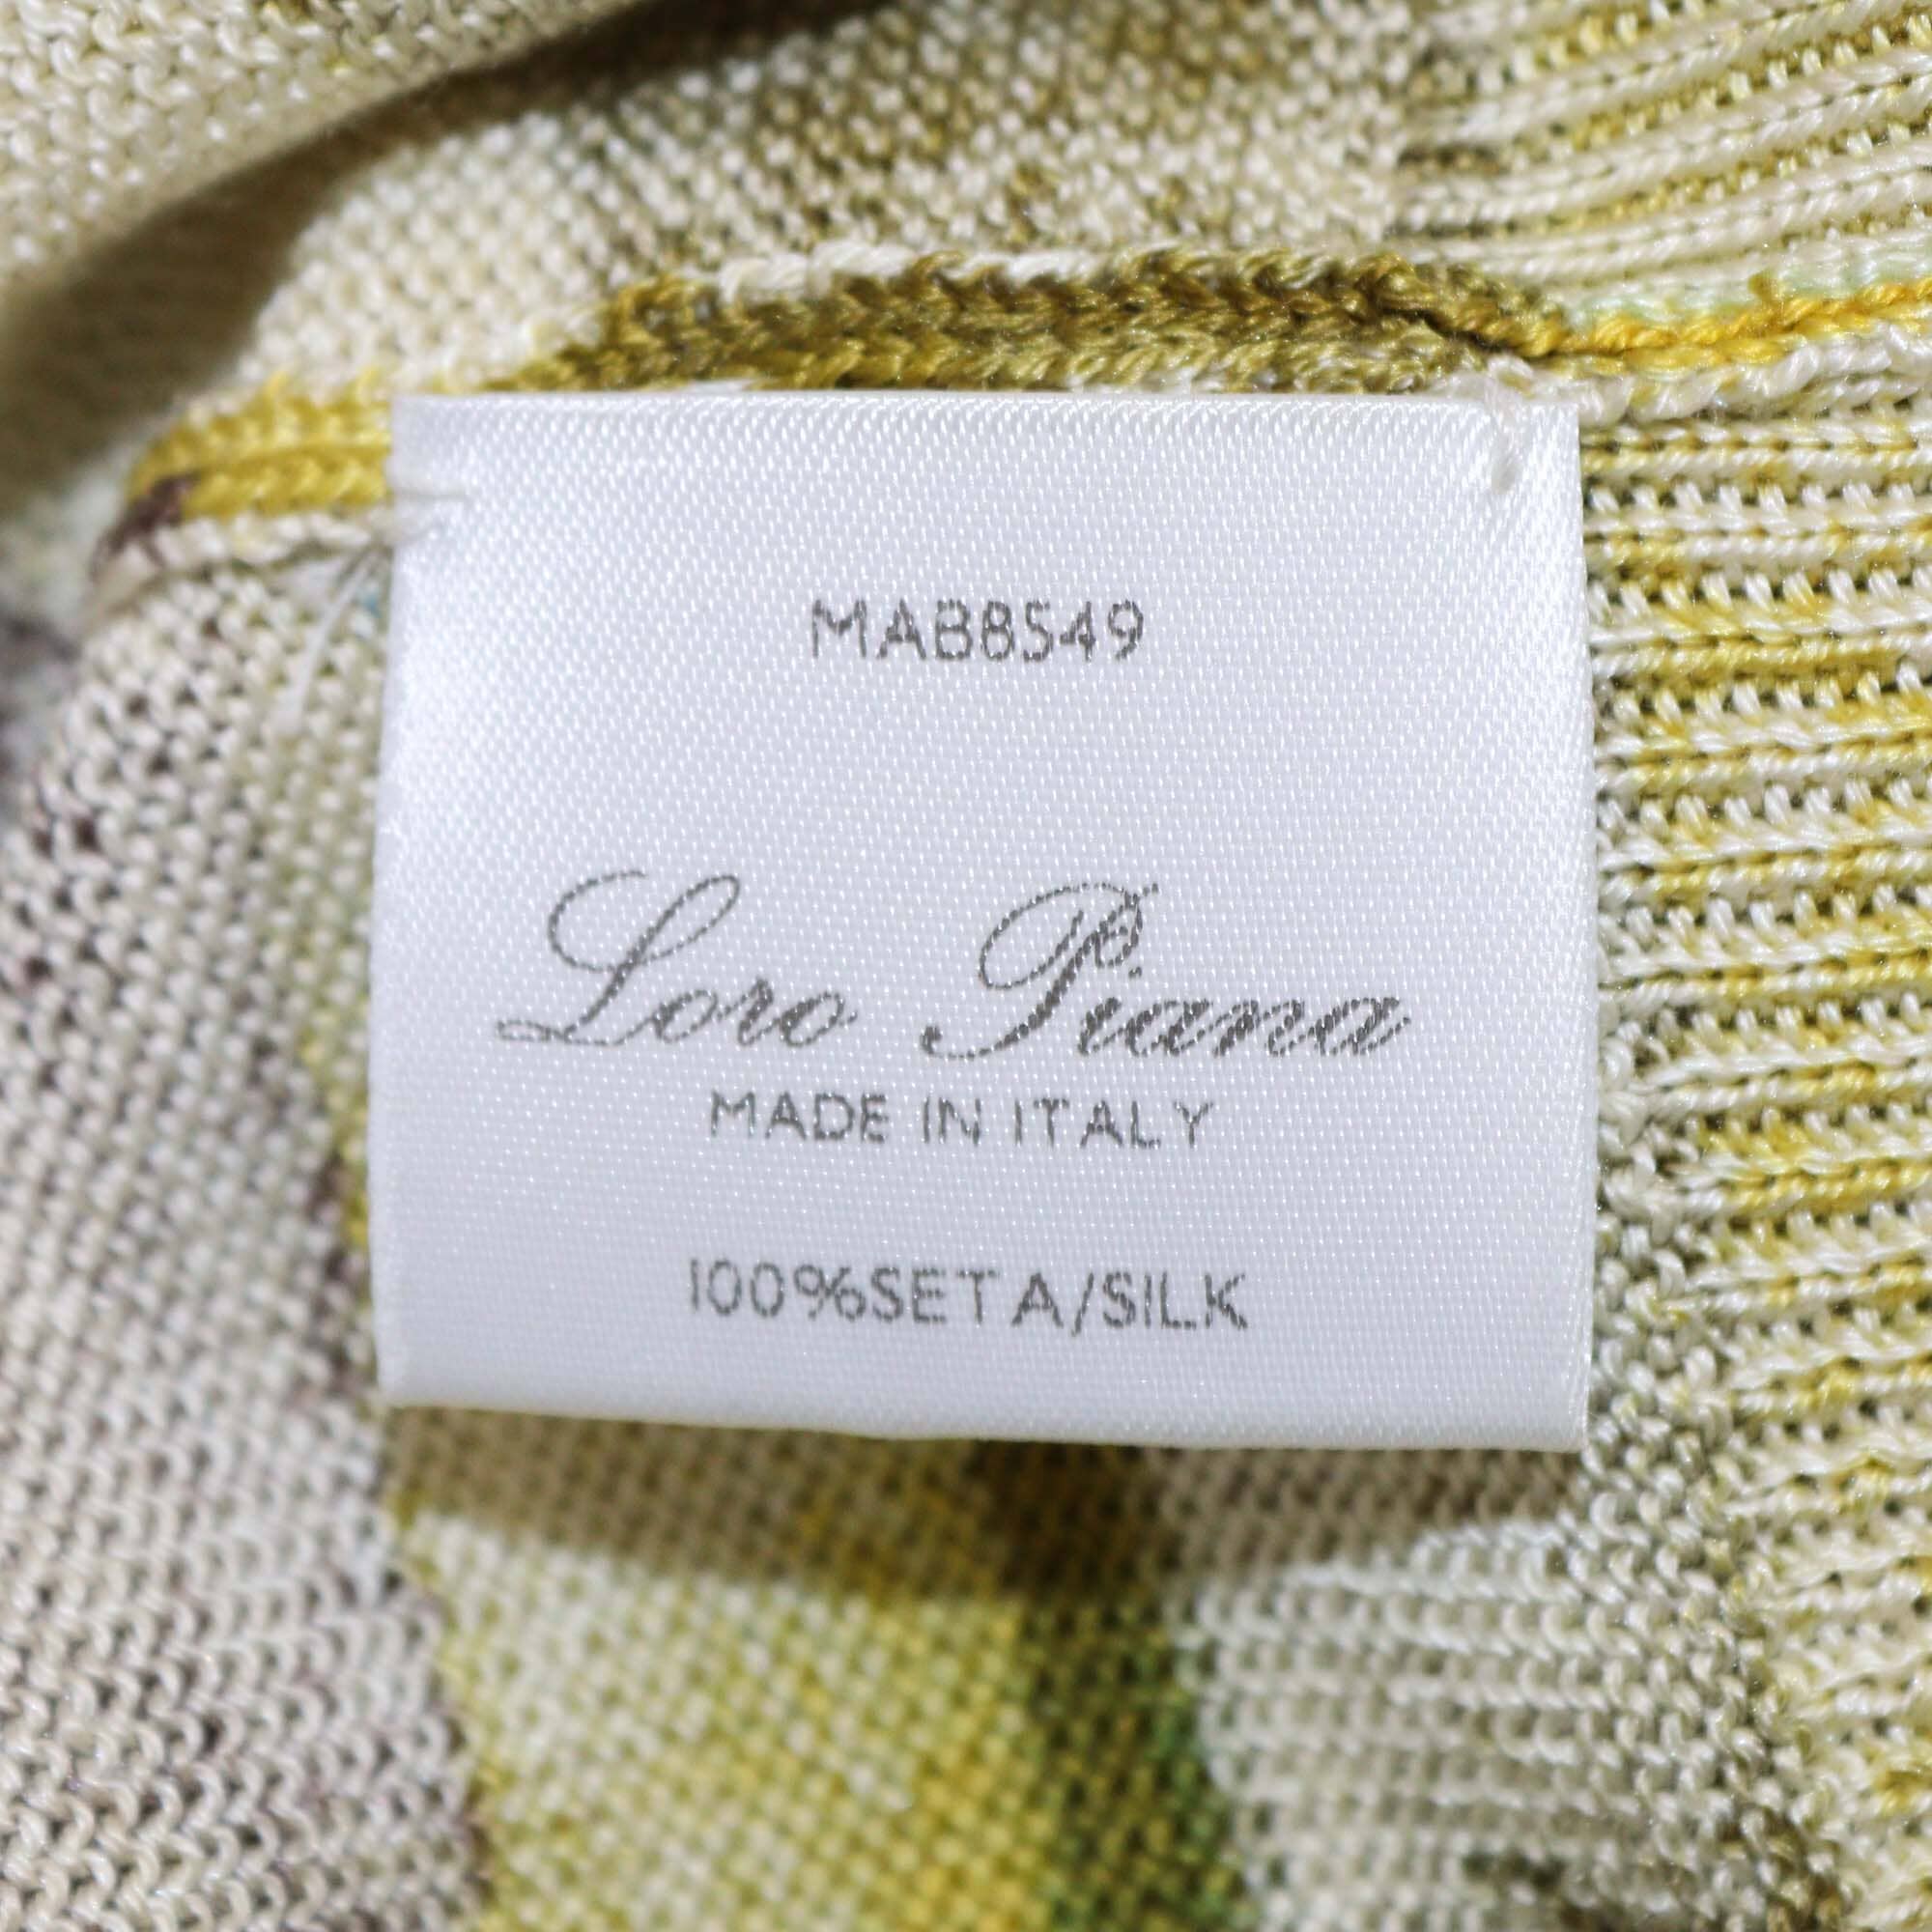 MAB8549
Loro Piana
MADE IN ITALY
100%SETA/SILK